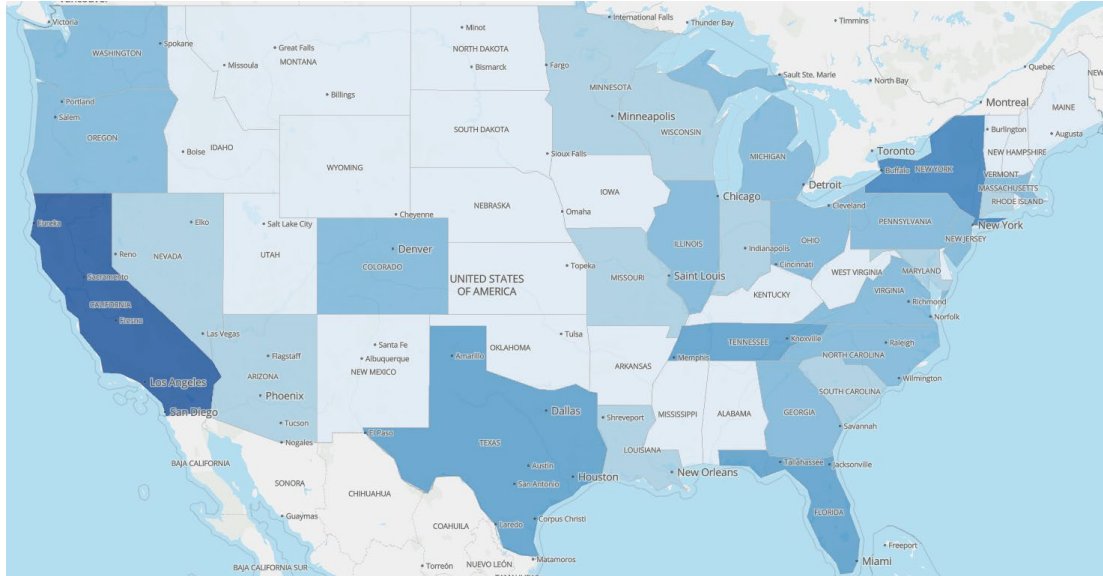 Victoria
International Falls
Thunder Bay
Timmins
Minot
Spokane
Great Falls
NORTH DAKOTA
Quebec
WASHINGTON
MONTANA
Missoula
Bismarck
Fargo
Sault Ste. Marie
North Bay
MINNESOTA
Billings
Portland
Salem
Minneapolis
Montreal
MAINE
OREGON
SOUTH DAKOTA
WISCONSIN
Burlington
Augusta
Boise
IDAHO
Sioux Falls
MICHIGAN
Toronto
NEW HAMPSHIRE
WYOMING
Buffalo
NEW YORK
VERMONT
Detroit
MASSACHUSETTS
IOWA
Chicago
RHODE ISLAND
NEBRASKA
Cleveland
Cheyenne
Omaha
Eureka
Elko
Salt Lake City
PENNSYLVANIA
New York
ILLINOIS
OHIO
NEW JERSEY
Denver
Indianapolis
Reno
NEVADA
UTAH
COLORADO
Topeka
Cincinnati
MARYLAND
Sacramento
UNITED STATES
OF AMERICA
MISSOURI
Saint Louis
WEST VIRGINIA
CALIFORNIA
VIRGINIA
KENTUCKY
Richmond
Fresno
Norfolk
Las Vegas
Tulsa
TENNESSEE
Knoxville
Raleigh
Santa Fe
OKLAHOMA
Flagstaff
Amarillo
Memphis
NORTH CAROLINA
Albuquerque
ARKANSAS
NEW MEXICO
ARIZONA
Los Angeles
Wilmington
SOUTH CAROLINA
Phoenix
San Diego
Dallas
MISSISSIPPI
ALABAMA
GEORGIA
Shreveport
Tucson
Savannah
El Paso
Nogales
TEXAS
LOUISIANA
BAJA CALIFORNIA
Austin
Tallahassee
Jacksonville
New Orleans
Houston
SONORA
San Antonio
CHIHUAHUA
FLORIDA
Guaymas
Corpus Christi
COAHUILA
Laredo
Freeport
Matamoros
Miami
BAJA CALIFORNIA SUR
Torreón
NUEVO LEÓN